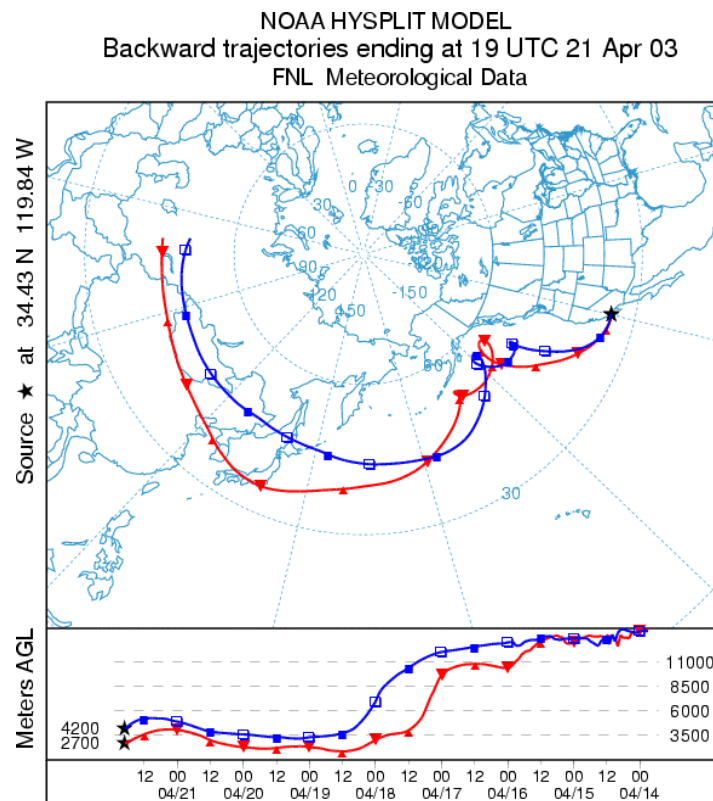 NOAA HYSPLIT MODEL
Backward trajectories ending at 19 UTC 21 Apr 03
FNL Meteorological Data
Source ★ at 34.43 N 119.84 W
0
-30
30
-60
60
-90
90
-120
120
-150
150
60
30
Meters AGL
4200
2700
11000
8500
6000
3500
12 00 12 00 12 00 12 00 12 00 12 00 12 00 12 00
04/21 04/20 04/19 04/18 04/17 04/16 04/15 04/14